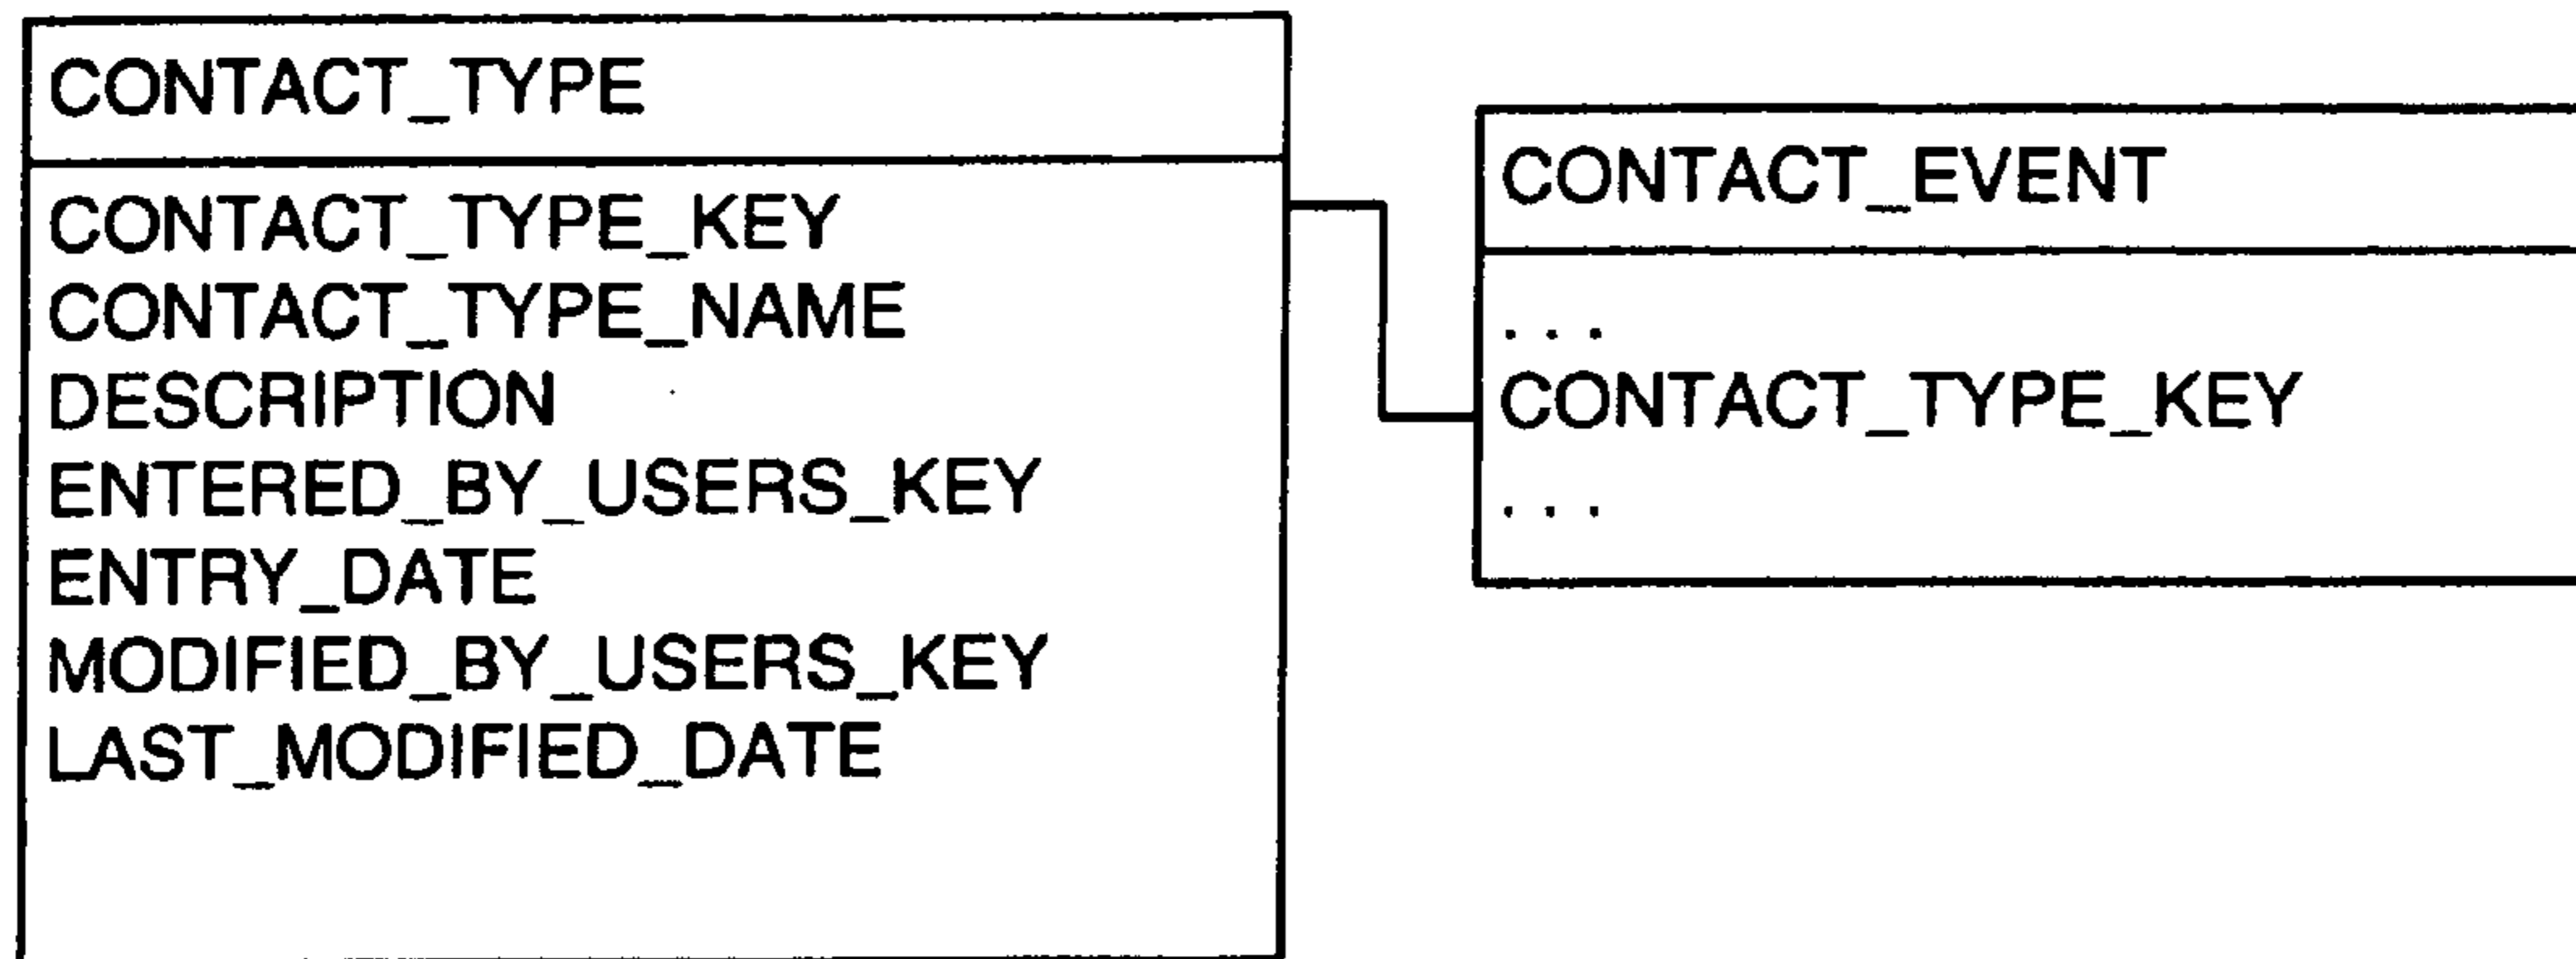 CONTACT_TYPE
CONTACT_TYPE_KEY
CONTACT_TYPE_NAME
DESCRIPTION
ENTERED_BY_USERS_KEY
ENTRY_DATE
MODIFIED_BY_USERS_KEY
LAST_MODIFIED_DATE
CONTACT_EVENT
. . .
CONTACT_TYPE_KEY
. . .